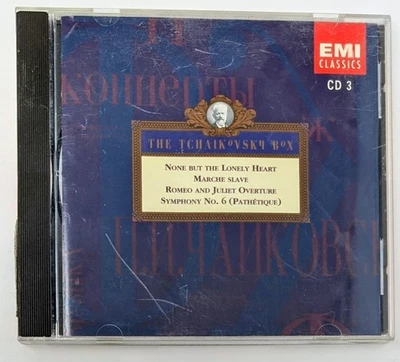 EMI
CLASSICS
CD 3
КОНЦЕРТЫ
THE TCHAIKOVSKY BOX
NONE BUT THE LONELY HEART
MARCHE SLAVE
ROMEO AND JULIET OVERTURE
SYMPHONY NO. 6 (PATHÉTIQUE)
П.И.ЧАЙКОВС